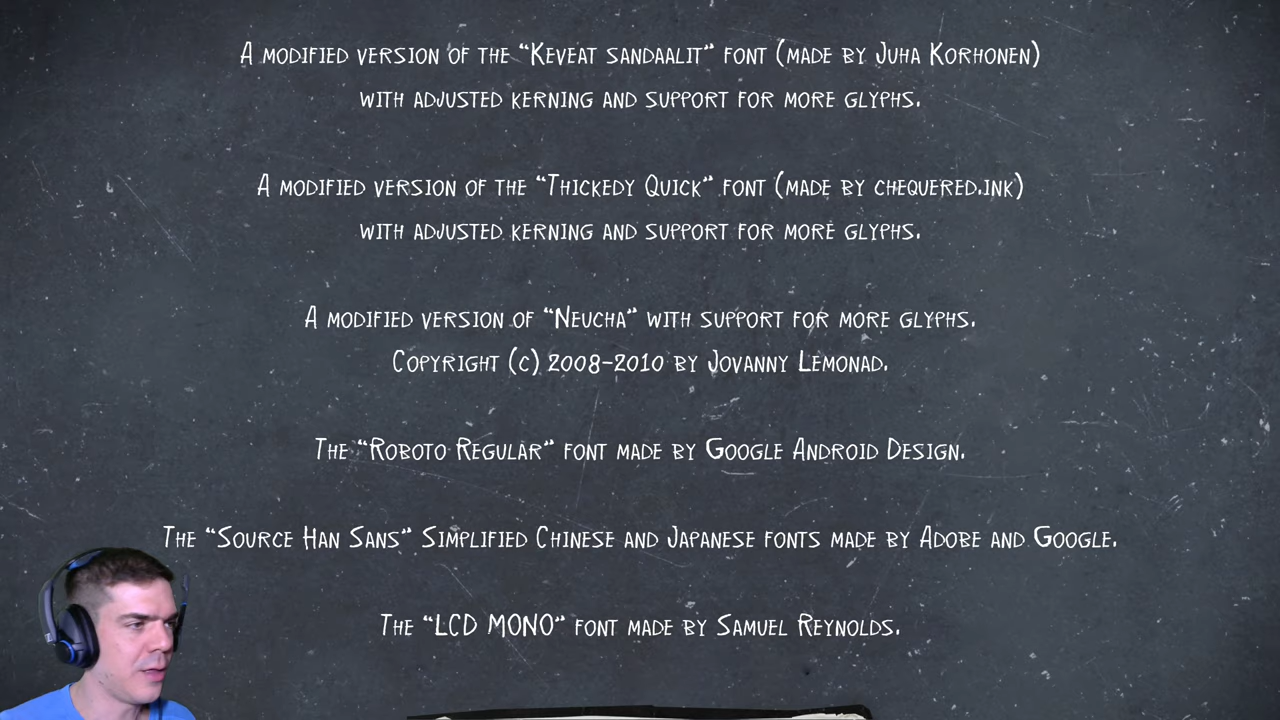 A modified version of the “Keveat sandaalit” font (made by Juha Korhonen)
with adjusted kerning and support for more glyphs.
A modified version of the “Thickedy Quick” font (made by chequered.ink)
with adjusted kerning and support for more glyphs.
A modified version of “Neucha” with support for more glyphs.
Copyright (c) 2008-2010 by Jovanny Lemonad.
The “Roboto Regular” font made by Google Android Design.
The “Source Han Sans” Simplified Chinese and Japanese fonts made by Adobe and Google.
The “LCD MONO” font made by Samuel Reynolds.